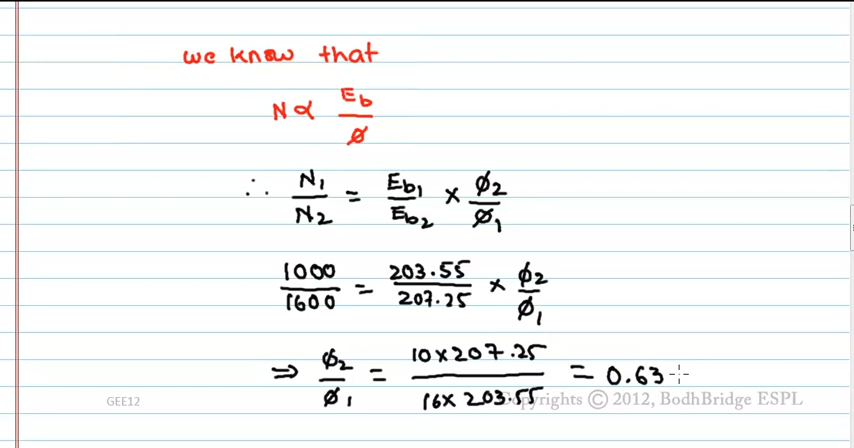 we know that
N ∝ Eb/ϕ
∴ N1/N2 = Eb1/Eb2 × ϕ2/ϕ1
1000/1600 = 203.55/207.25 × ϕ2/ϕ1
⇒ ϕ2/ϕ1 = 10×207.25/16×203.55 = 0.63
GEE12
Copyrights © 2012, BodhBridge ESPL